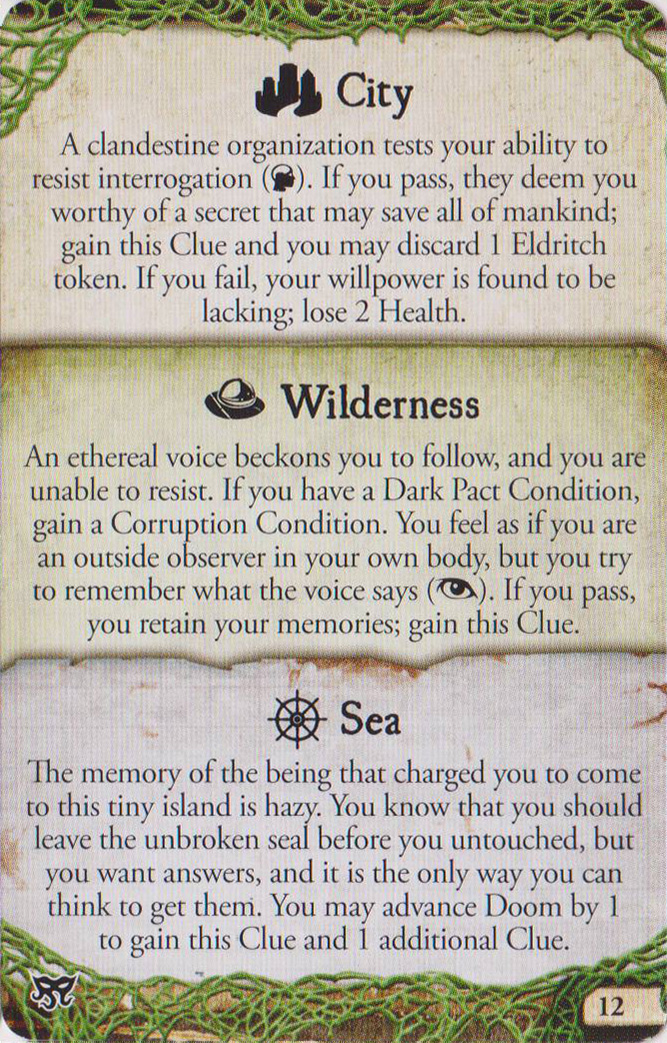 City
A clandestine organization tests your ability to
resist interrogation (). If you pass, they deem you
worthy of a secret that may save all of mankind;
gain this Clue and you may discard 1 Eldritch
token. If you fail, your willpower is found to be
lacking; lose 2 Health.
Wilderness
An ethereal voice beckons you to follow, and you are
unable to resist. If you have a Dark Pact Condition,
gain a Corruption Condition. You feel as if you are
an outside observer in your own body, but you try
to remember what the voice says (). If you pass,
you retain your memories; gain this Clue.
Sea
The memory of the being that charged you to come
to this tiny island is hazy. You know that you should
leave the unbroken seal before you untouched, but
you want answers, and it is the only way you can
think to get them. You may advance Doom by 1
to gain this Clue and 1 additional Clue.
12